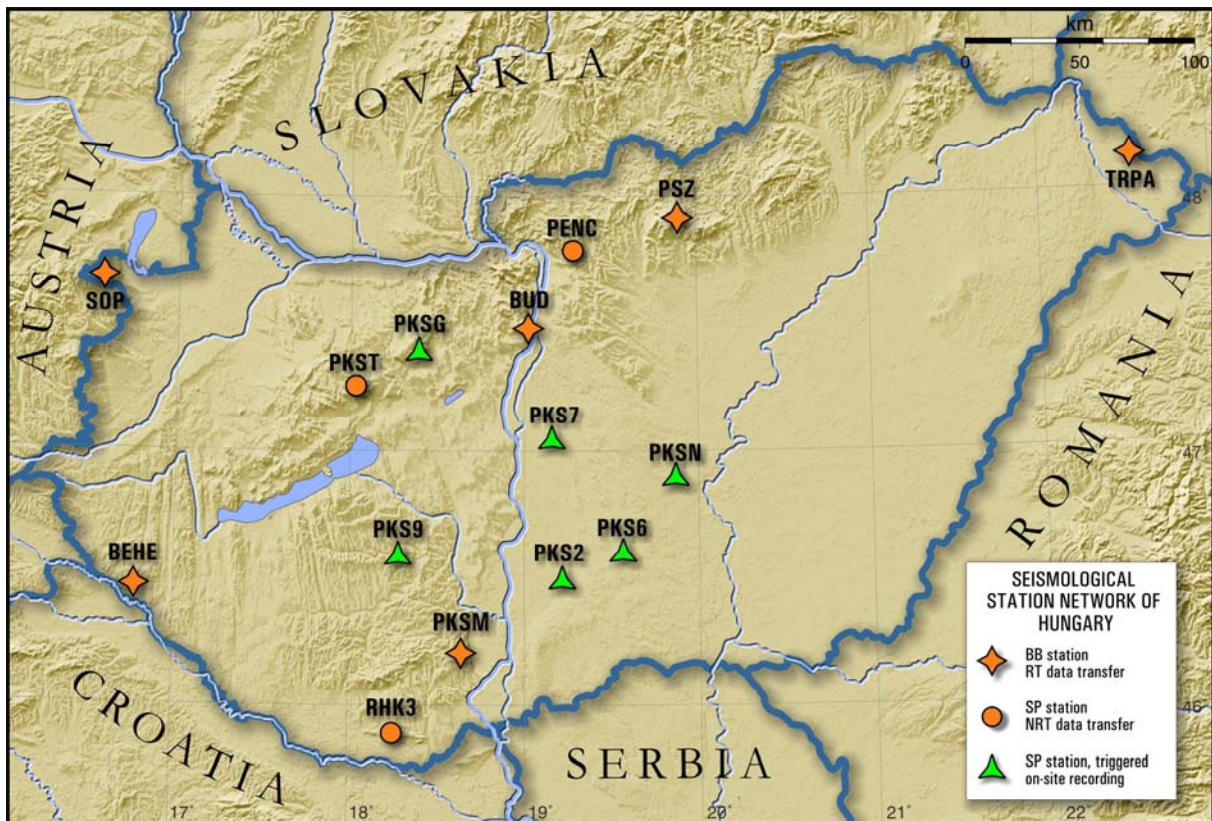 SLOVAKIA
km
0 50 100
AUSTRIA
TRPA
48°
PSZ
PENC
SOP
BUD
PKSG
PKST
ROMANIA
PKS7
47°
PKSN
PKS9
PKS6
BEHE
PKS2
PKSM
SEISMOLOGICAL
STATION NETWORK OF
HUNGARY
BB station
RT data transfer
CROATIA
RHK3
46°
SP station
NRT data transfer
SERBIA
SP station, triggered
on-site recording
17° 18° 19° 20° 21° 22°